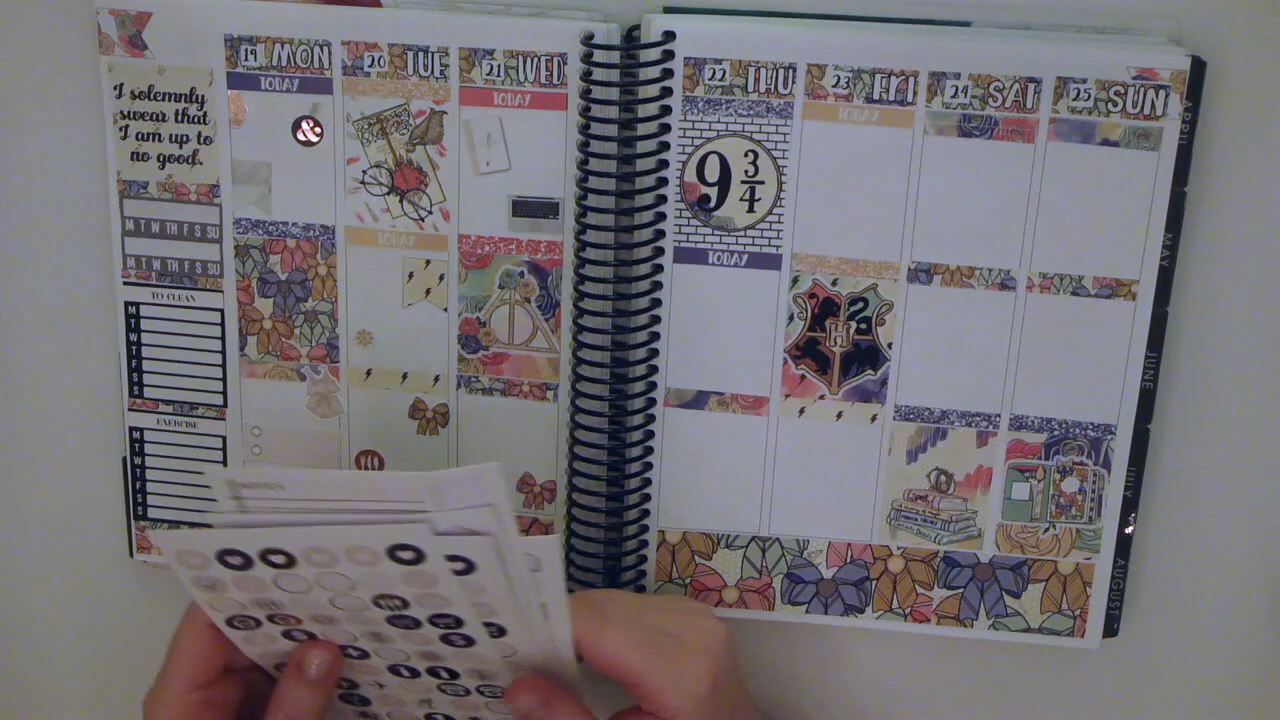 I solemnly
swear that
I am up to
no good.
M T W TH F S SU
M T W TH F S SU
TO CLEAN
M
T
W
T
F
S
S
EXERCISE
M
T
W
T
F
S
S
19 MON
TODAY
&
20 TUE
TODAY
21 WED
TODAY
22 THU
9 3/4
TODAY
23 FRI
TODAY
H
24 SAT
25 SUN
APRIL
MAY
JUNE
JULY
AUGUST